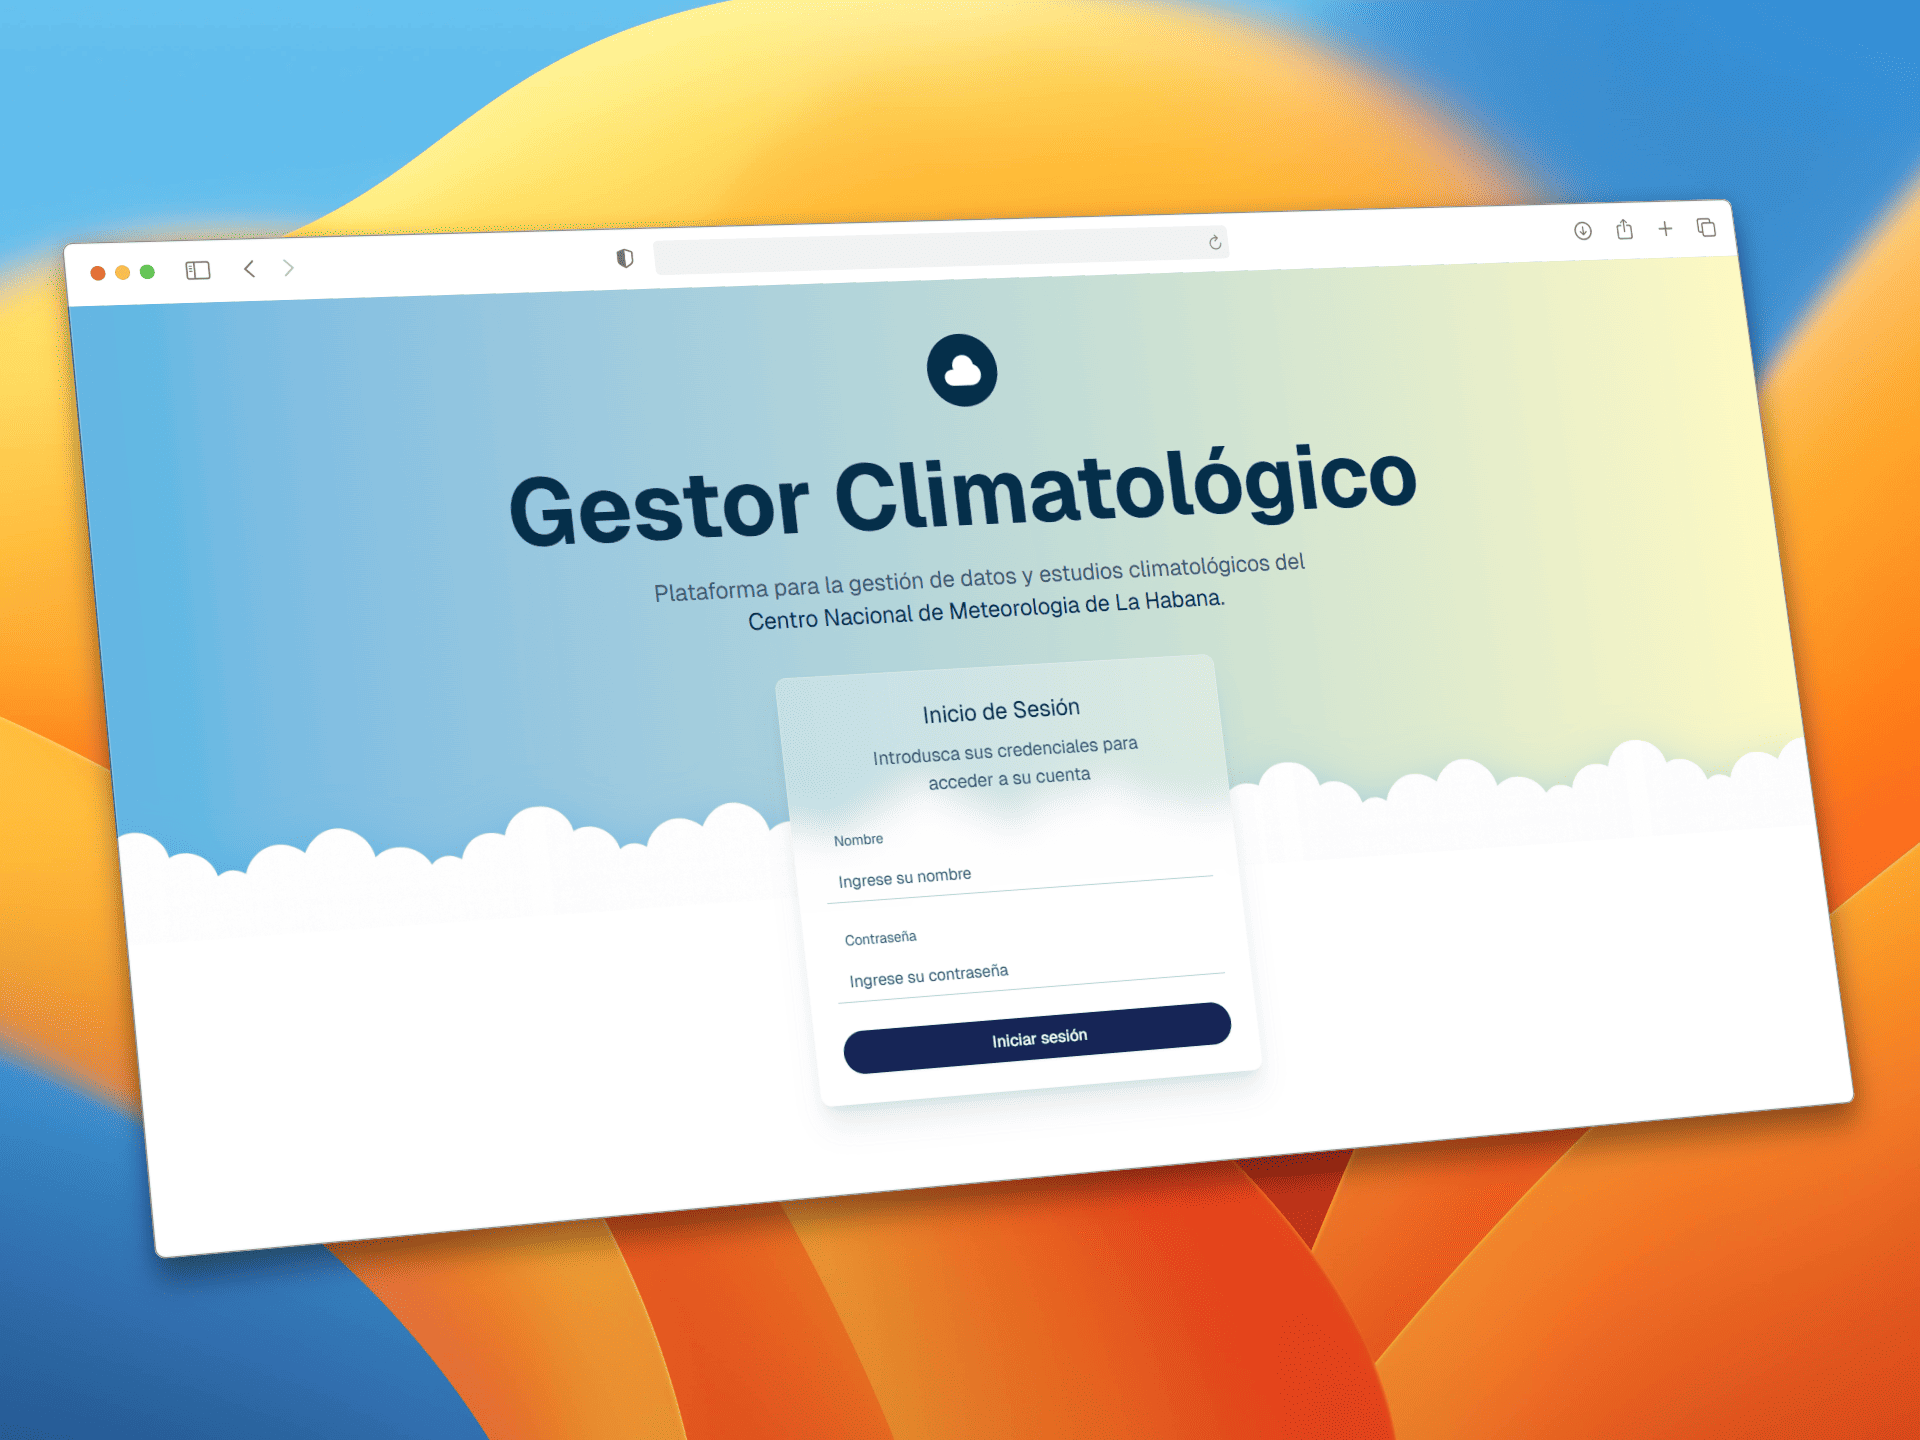 Gestor Climatológico
Plataforma para la gestión de datos y estudios climatológicos del
Centro Nacional de Meteorologia de La Habana.
Inicio de Sesión
Introdusca sus credenciales para
acceder a su cuenta
Nombre
Ingrese su nombre
Contraseña
Ingrese su contraseña
Iniciar sesión